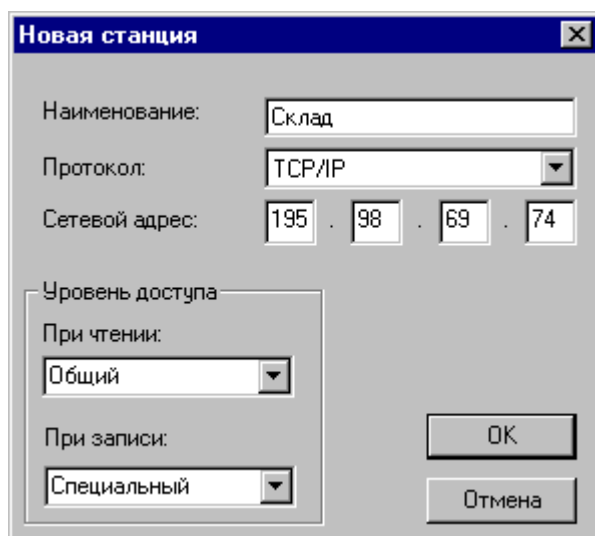 Новая станция
Наименование: Склад
Протокол: TCP/IP
Сетевой адрес: 195 . 98 . 69 . 74
Уровень доступа
При чтении:
Общий
При записи:
Специальный
OK
Отмена